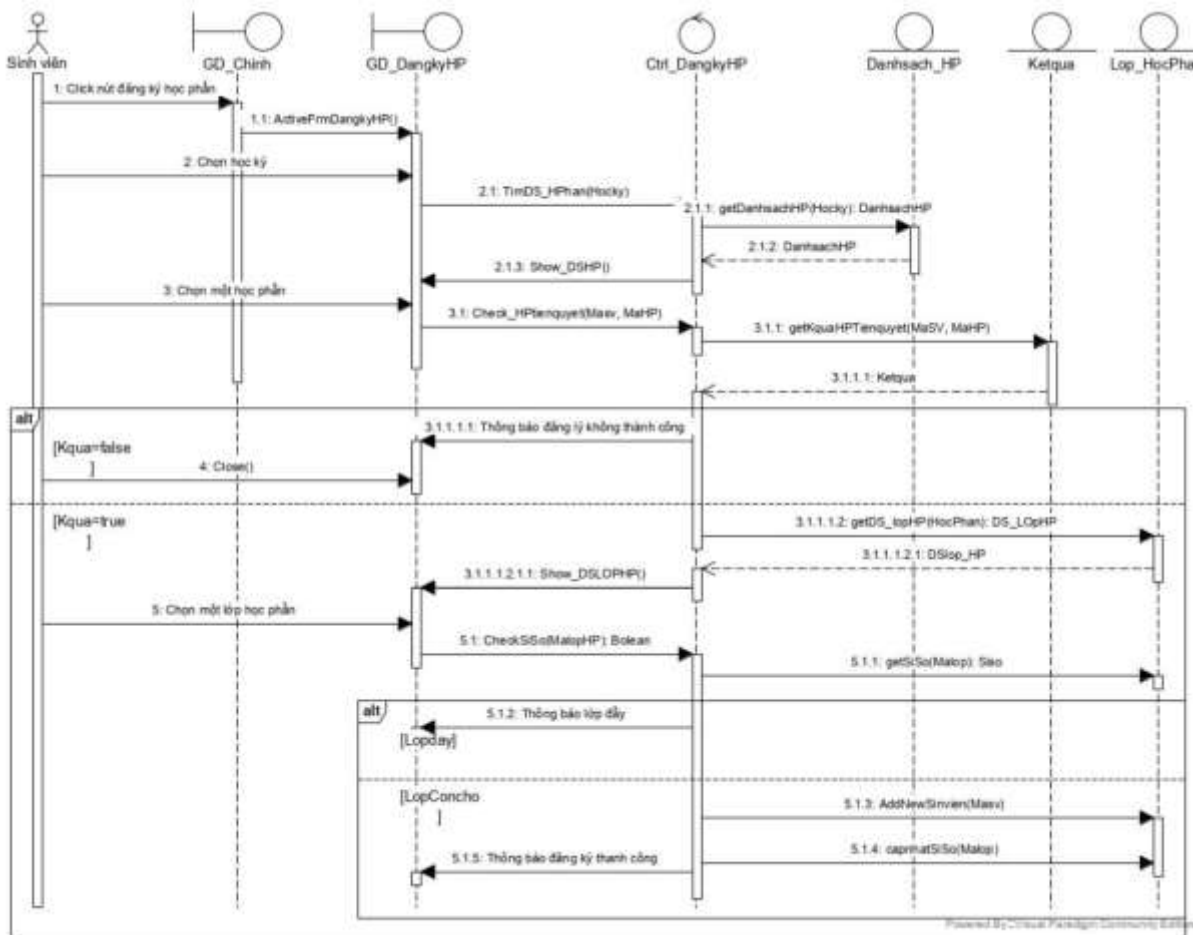 Sinh viên
GD_Chinh
GD_DangkyHP
Ctrl_DangkyHP
Danhsach_HP
Ketqua
Lop_HocPha
1: Click nút đăng ký học phần
1.1: ActiveFrmDangkyHP()
2: Chọn học kỳ
2.1: TimDS_HPhan(Hocky)
2.1.1: getDanhsachHP(Hocky): DanhsachHP
2.1.2: DanhsachHP
2.1.3: Show_DSHP()
3: Chọn một học phần
3.1: Check_HPtienquyet(Masv, MaHP)
3.1.1: getKquaHPTienquyet(MaSV, MaHP)
3.1.1.1: Ketqua
alt
3.1.1.1.1: Thông báo đăng lý không thành công
[Kqua=false
]
4: Close()
[Kqua=true
]
3.1.1.1.2: getDS_lopHP(HocPhan): DS_LOpHP
3.1.1.1.2.1: DSlop_HP
3.1.1.1.2.1.1: Show_DSLOPHP()
5: Chọn một lớp học phần
5.1: CheckSiSo(MalopHP): Bolean
5.1.1: getSiSo(Malop): Siso
alt
5.1.2: Thông báo lớp đầy
[Lopday]
[LopConcho
]
5.1.3: AddNewSinvien(Masv)
5.1.4: capnhatSiSo(Malop)
5.1.5: Thông báo đăng ký thanh công
Powered By Visual Paradigm Community Edition